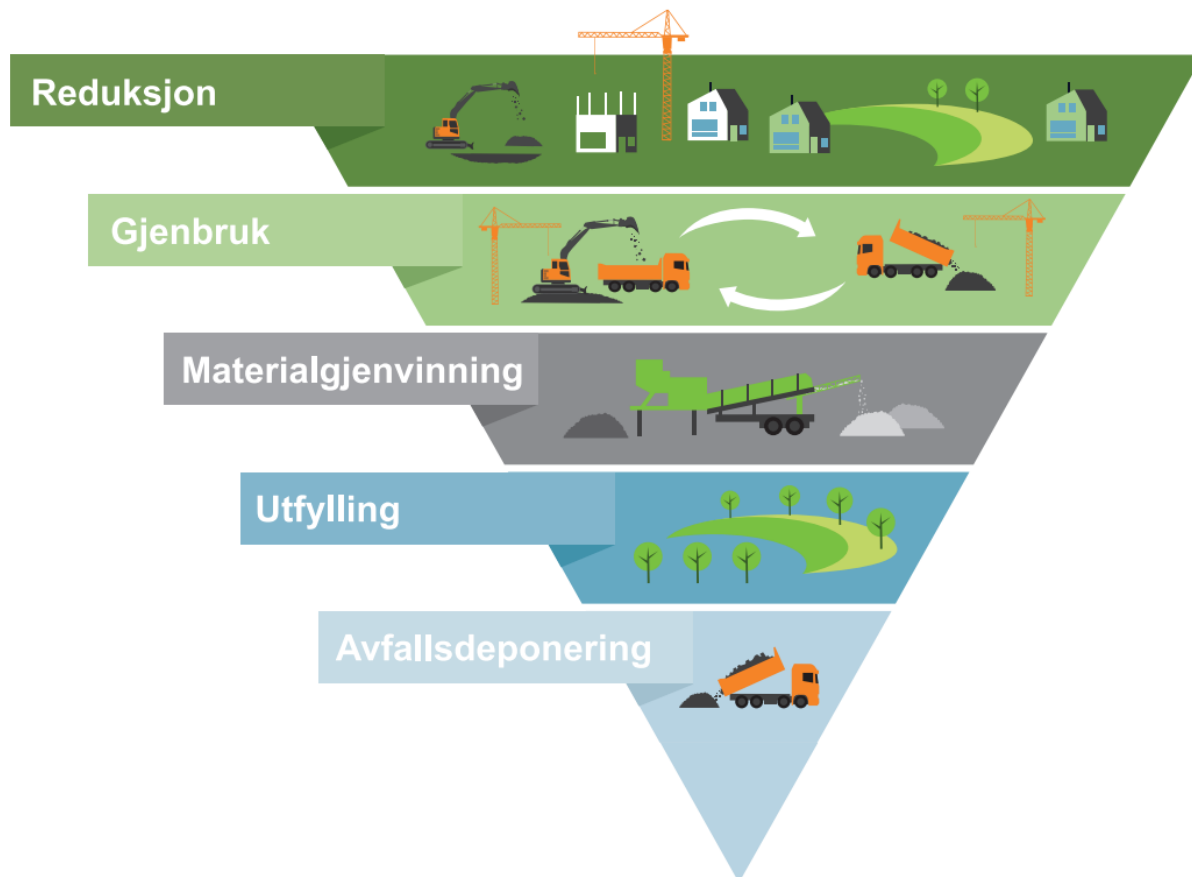 Reduksjon
Gjenbruk
Materialgjenvinning
Utfylling
Avfallsdeponering